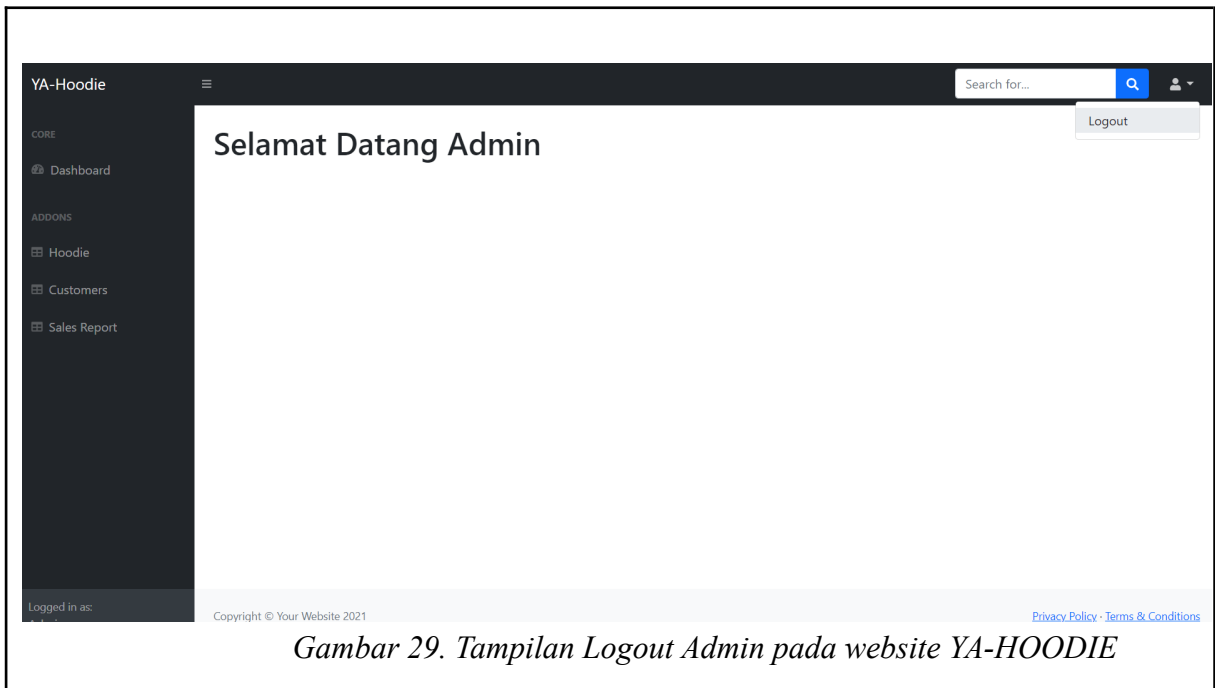 YA-Hoodie
Search for...
Logout
CORE
Dashboard
ADDONS
Hoodie
Customers
Sales Report
Selamat Datang Admin
Logged in as:
Copyright © Your Website 2021
Privacy Policy · Terms & Conditions
Gambar 29. Tampilan Logout Admin pada website YA-HOODIE